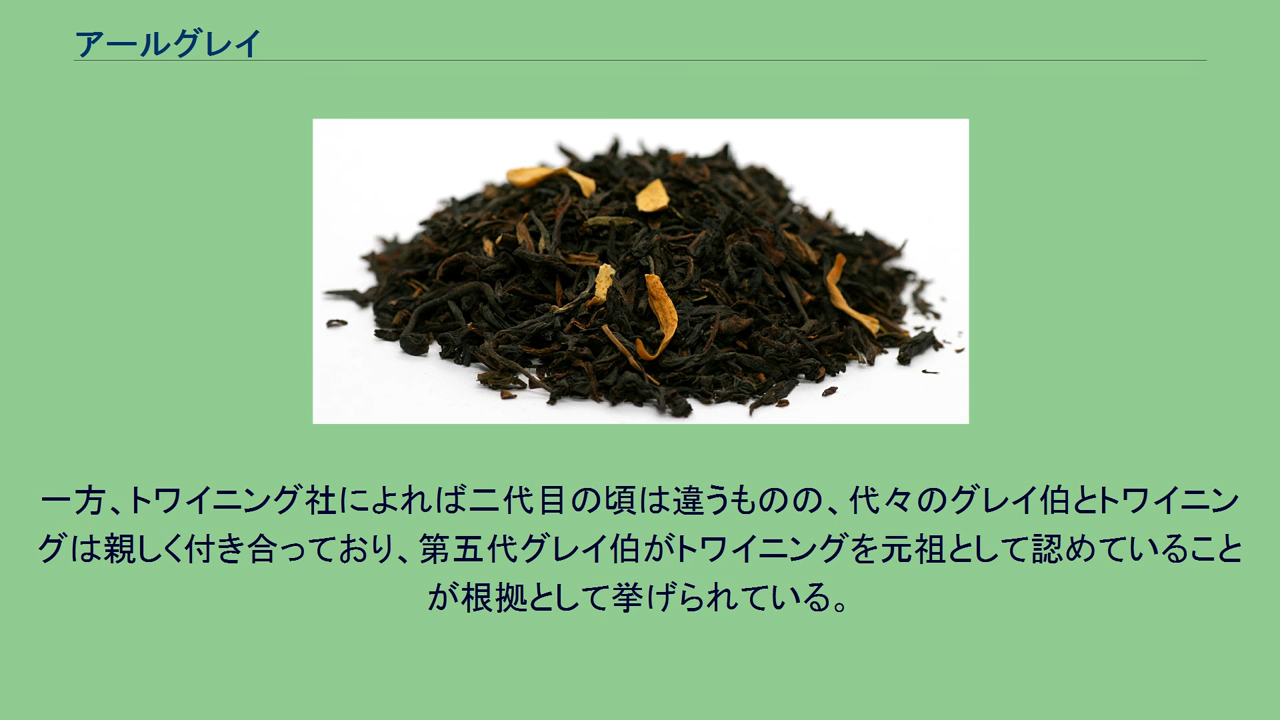 アールグレイ
一方、トワイニング社によれば二代目の頃は違うものの、代々のグレイ伯とトワイニン
グは親しく付き合っており、第五代グレイ伯がトワイニングを元祖として認めていること
が根拠として挙げられている。